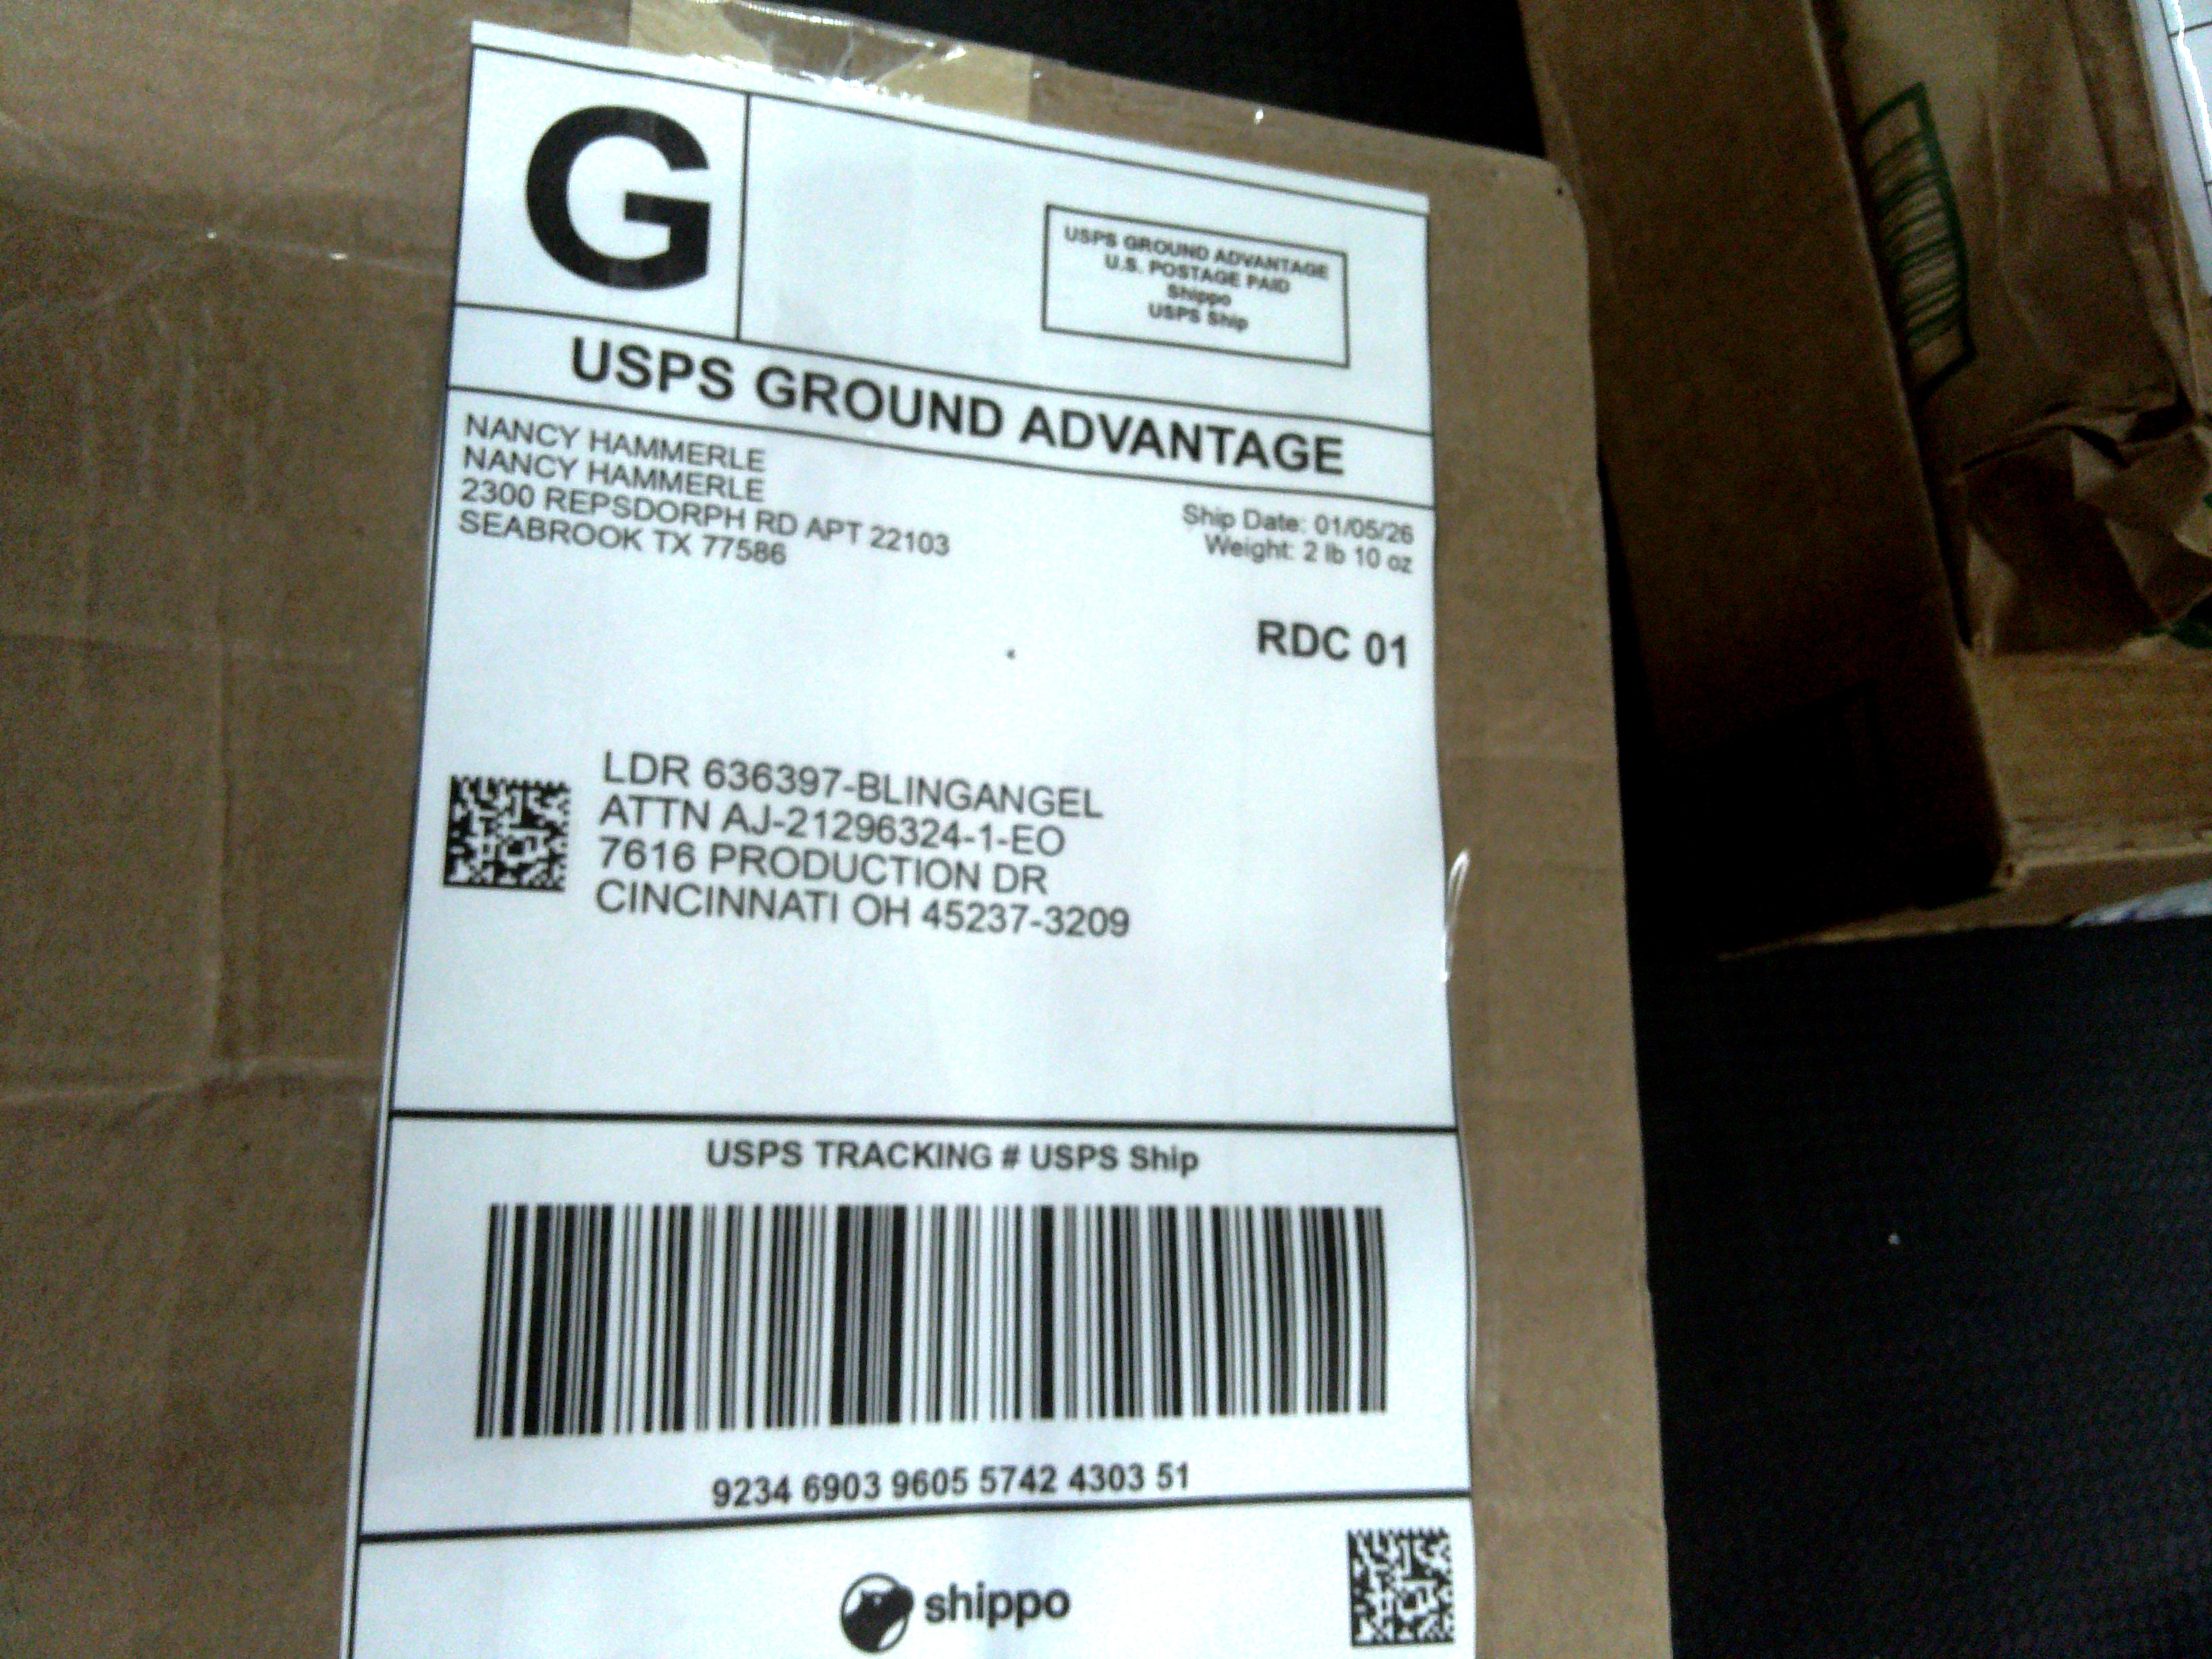 G
USPS GROUND ADVANTAGE
U.S. POSTAGE PAID
Shippo
USPS Ship
USPS GROUND ADVANTAGE
NANCY HAMMERLE
NANCY HAMMERLE
2300 REPSDORPH RD APT 22103
SEABROOK TX 77586
Ship Date: 01/05/26
Weight: 2 lb 10 oz
RDC 01
LDR 636397-BLINGANGEL
ATTN AJ-21296324-1-EO
7616 PRODUCTION DR
CINCINNATI OH 45237-3209
USPS TRACKING # USPS Ship
9234 6903 9605 5742 4303 51
shippo